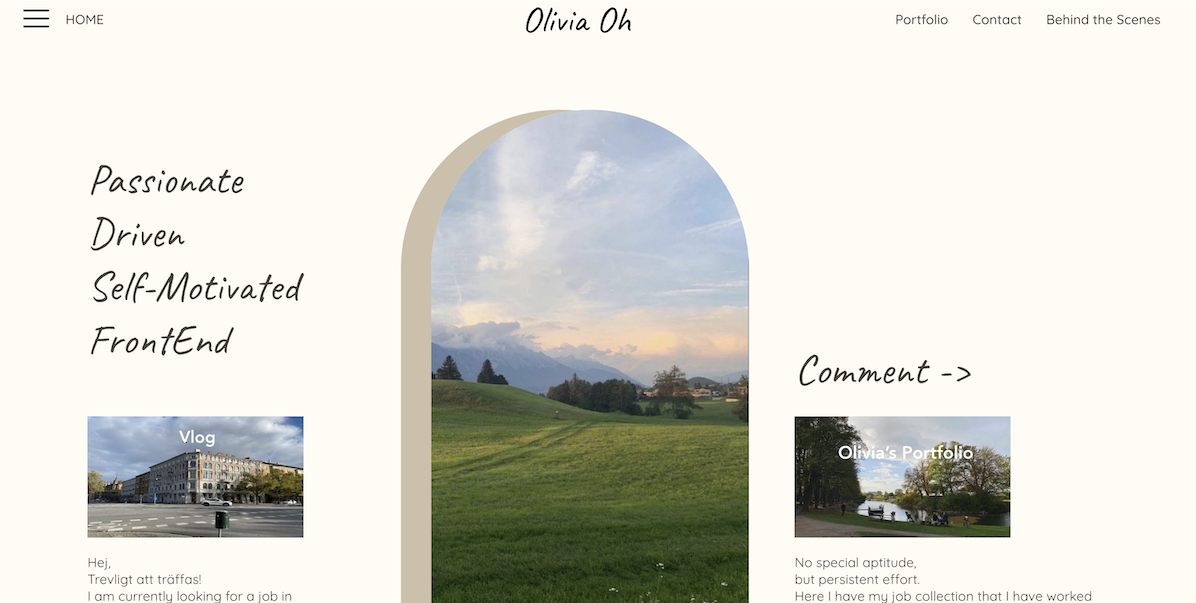 HOME
Olivia Oh
Portfolio
Contact
Behind the Scenes
Passionate
Driven
Self-Motivated
FrontEnd
Comment ->
Vlog
Olivia's Portfolio
Hej,
Trevligt att träffas!
I am currently looking for a job in
No special aptitude,
but persistent effort.
Here I have my job collection that I have worked